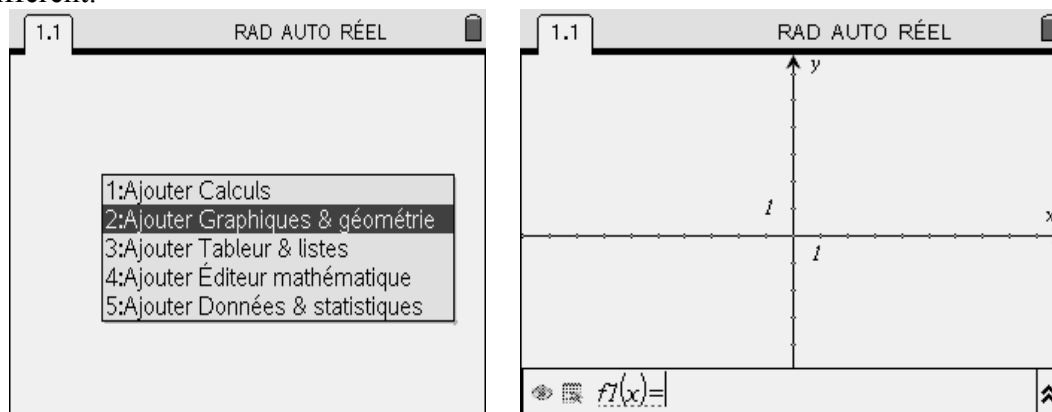 1.1 RAD AUTO RÉEL
1:Ajouter Calculs
2:Ajouter Graphiques & géométrie
3:Ajouter Tableur & listes
4:Ajouter Éditeur mathématique
5:Ajouter Données & statistiques
1.1 RAD AUTO RÉEL
y
1
x
1
f1(x)=